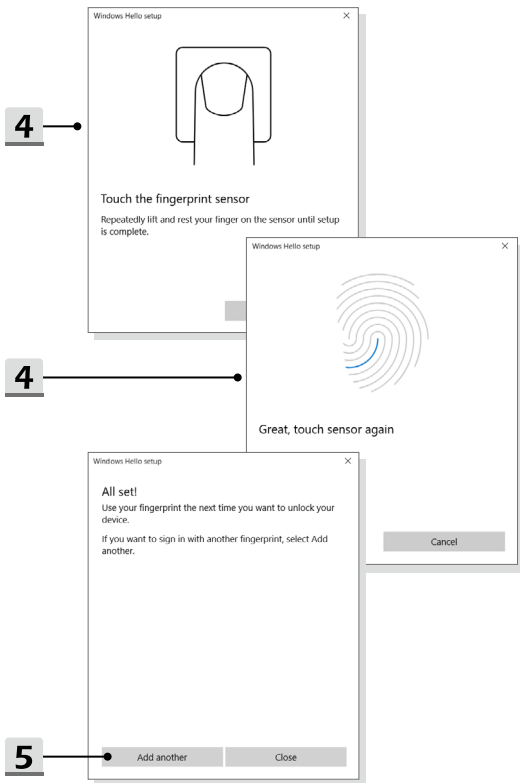 Windows Hello setup
4
Touch the fingerprint sensor
Repeatedly lift and rest your finger on the sensor until setup
is complete.
Windows Hello setup
4
Great, touch sensor again
Cancel
Windows Hello setup
All set!
Use your fingerprint the next time you want to unlock your
device.
If you want to sign in with another fingerprint, select Add
another.
5
Add another
Close